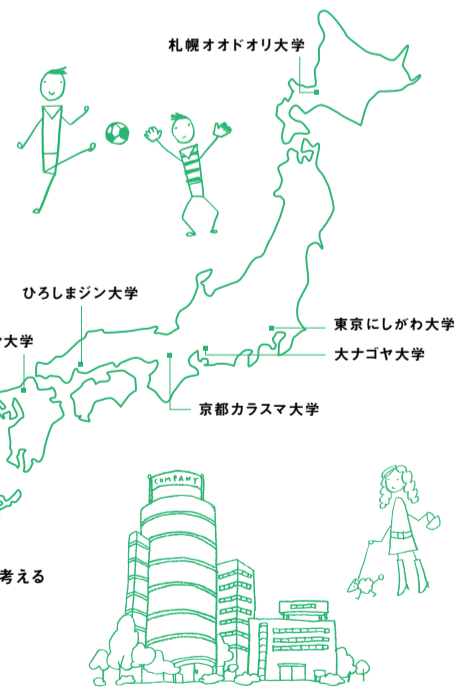 札幌オオドオリ大学
ひろしまジン大学
大学
東京にしがわ大学
大ナゴヤ大学
京都カラスマ大学
COMPANY
考える